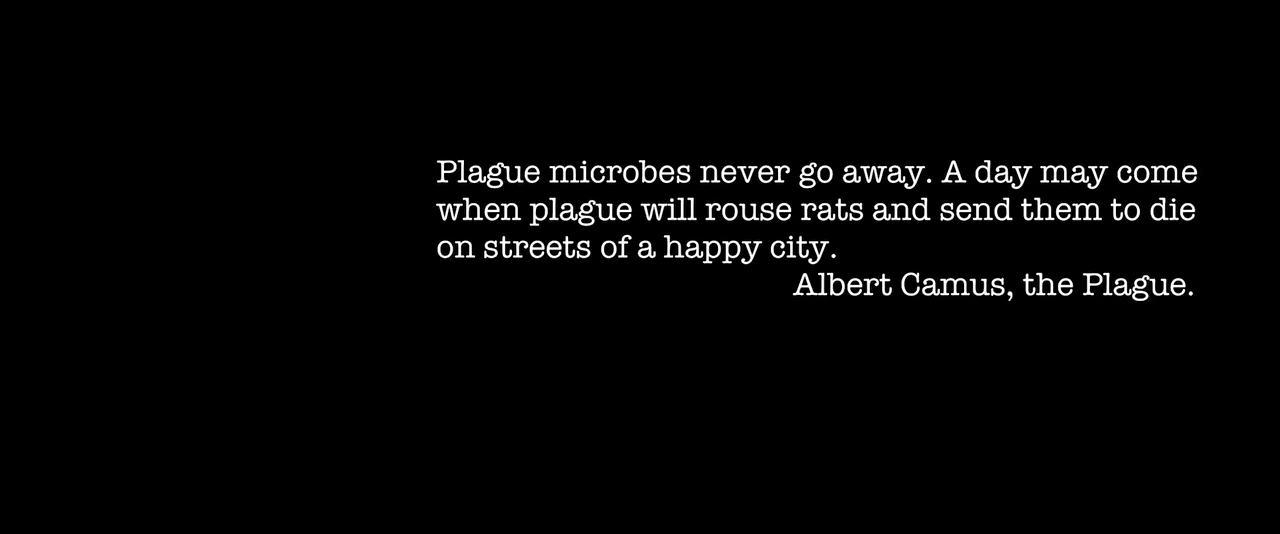 Plague microbes never go away. A day may come
when plague will rouse rats and send them to die
on streets of a happy city.
Albert Camus, the Plague.